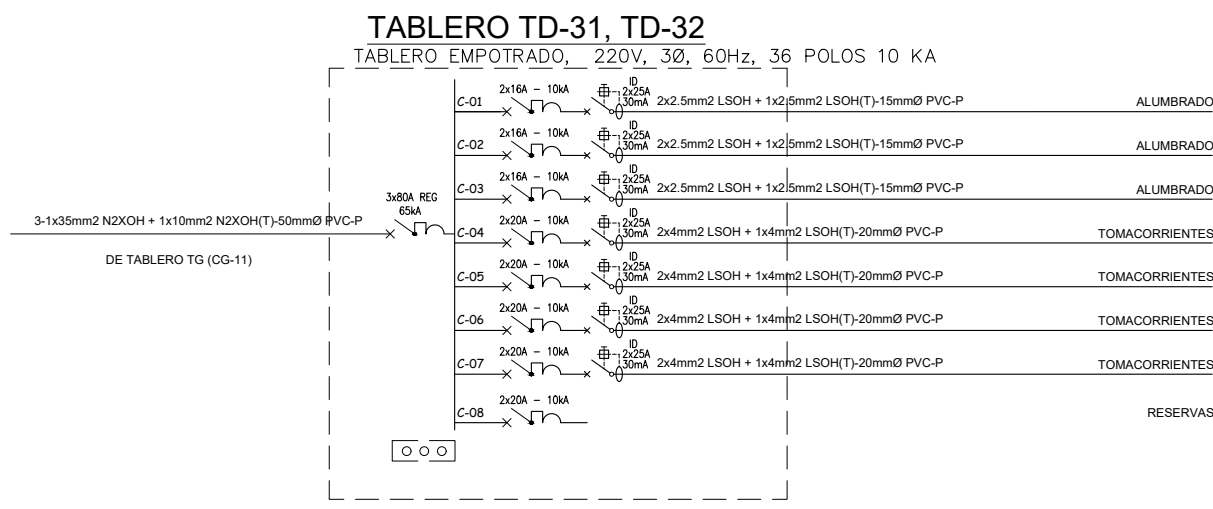 TABLERO TD-31, TD-32
TABLERO EMPOTRADO, 220V, 3Ø, 60Hz, 36 POLOS 10 KA
3-1x35mm2 N2XOH + 1x10mm2 N2XOH(T)-50mmØ PVC-P
DE TABLERO TG (CG-11)
3x80A REG
65kA
C-01
2x16A - 10kA
ID
2x25A
30mA
2x2.5mm2 LSOH + 1x2.5mm2 LSOH(T)-15mmØ PVC-P
ALUMBRADO
C-02
2x16A - 10kA
ID
2x25A
30mA
2x2.5mm2 LSOH + 1x2.5mm2 LSOH(T)-15mmØ PVC-P
ALUMBRADO
C-03
2x16A - 10kA
ID
2x25A
30mA
2x2.5mm2 LSOH + 1x2.5mm2 LSOH(T)-15mmØ PVC-P
ALUMBRADO
C-04
2x20A - 10kA
ID
2x25A
30mA
2x4mm2 LSOH + 1x4mm2 LSOH(T)-20mmØ PVC-P
TOMACORRIENTES
C-05
2x20A - 10kA
ID
2x25A
30mA
2x4mm2 LSOH + 1x4mm2 LSOH(T)-20mmØ PVC-P
TOMACORRIENTES
C-06
2x20A - 10kA
ID
2x25A
30mA
2x4mm2 LSOH + 1x4mm2 LSOH(T)-20mmØ PVC-P
TOMACORRIENTES
C-07
2x20A - 10kA
ID
2x25A
30mA
2x4mm2 LSOH + 1x4mm2 LSOH(T)-20mmØ PVC-P
TOMACORRIENTES
C-08
2x20A - 10kA
RESERVAS